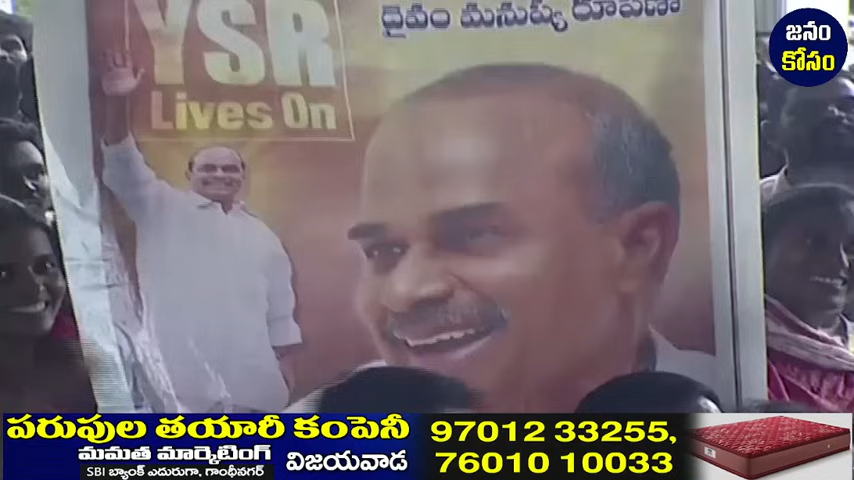 YSR
Lives On
దైవం మనుష్య రూపేణా
జనం
కోసం
పరుపుల తయారీ కంపెనీ
మమత మార్కెటింగ్
SBI బ్యాంక్ ఎదురుగా, గాంధీనగర్
విజయవాడ
97012 33255,
76010 10033